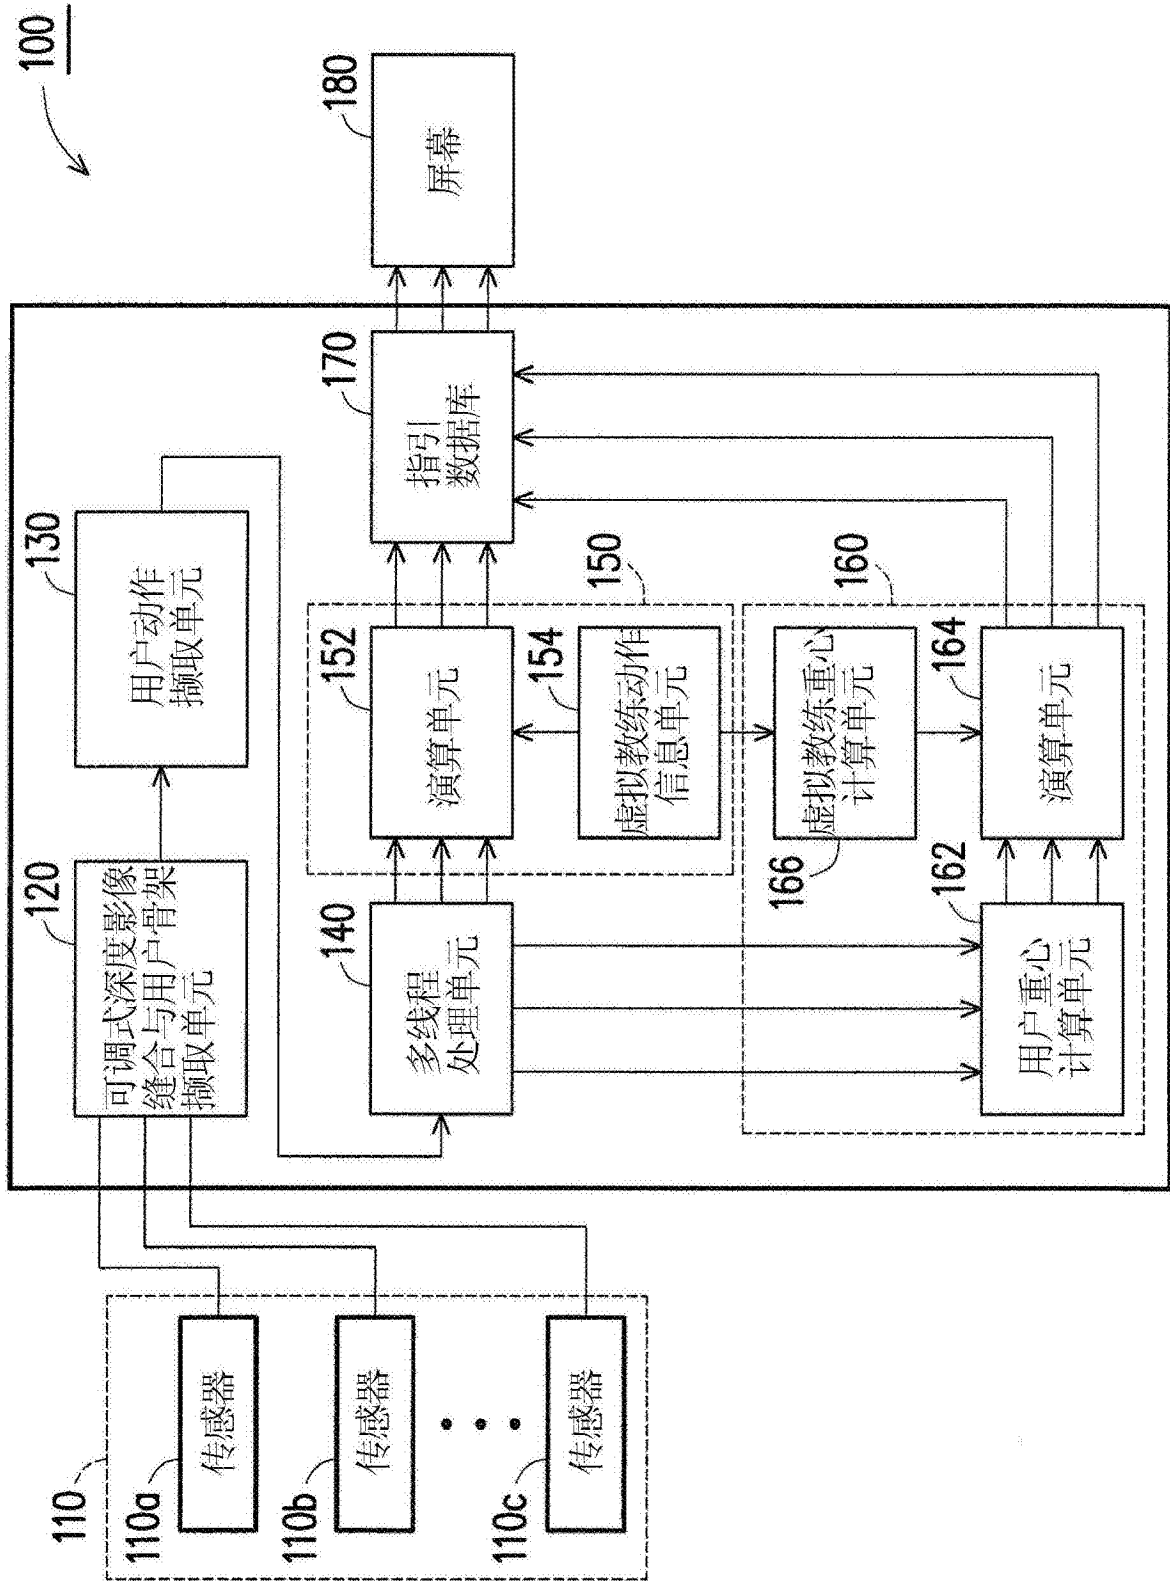 100
110
110a
传感器
110b
传感器
110c
传感器
120
可调式深度影像
缝合与用户骨架
撷取单元
130
用户动作
撷取单元
140
多线程
处理单元
152
演算单元
154
虚拟教练动作
信息单元
150
170
指引
数据库
180
屏幕
160
166
虚拟教练重心
计算单元
162
用户重心
计算单元
164
演算单元